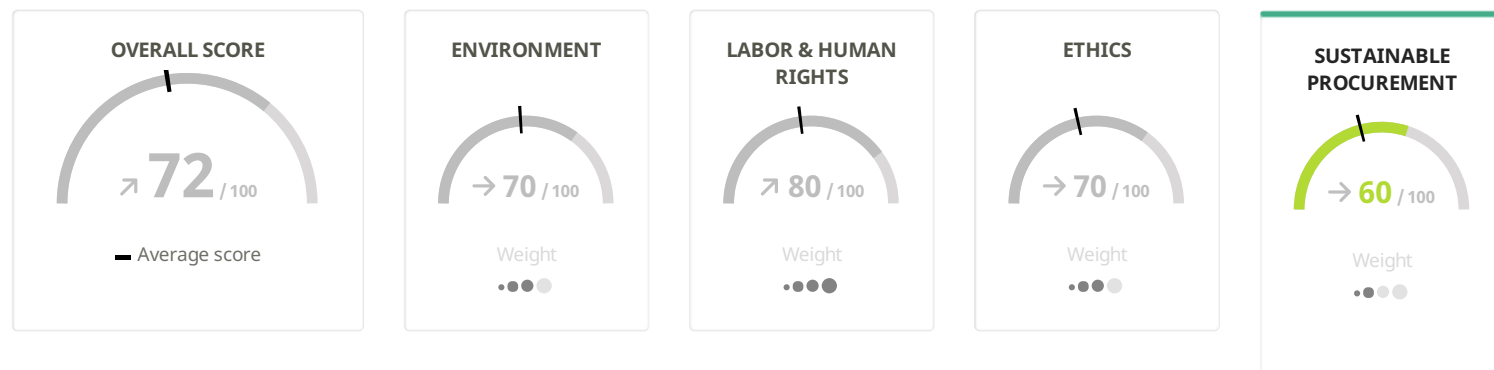 OVERALL SCORE
72 / 100
Average score
ENVIRONMENT
70 / 100
Weight
LABOR & HUMAN
RIGHTS
80 / 100
Weight
ETHICS
70 / 100
Weight
SUSTAINABLE
PROCUREMENT
60 / 100
Weight